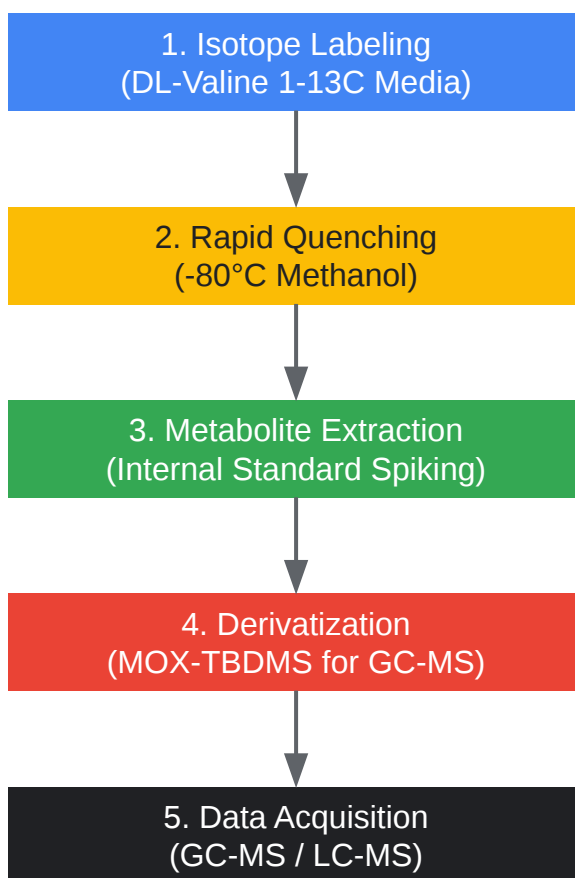 1. Isotope Labeling
(DL-Valine 1-13C Media)
2. Rapid Quenching
(-80°C Methanol)
3. Metabolite Extraction
(Internal Standard Spiking)
4. Derivatization
(MOX-TBDMS for GC-MS)
5. Data Acquisition
(GC-MS / LC-MS)